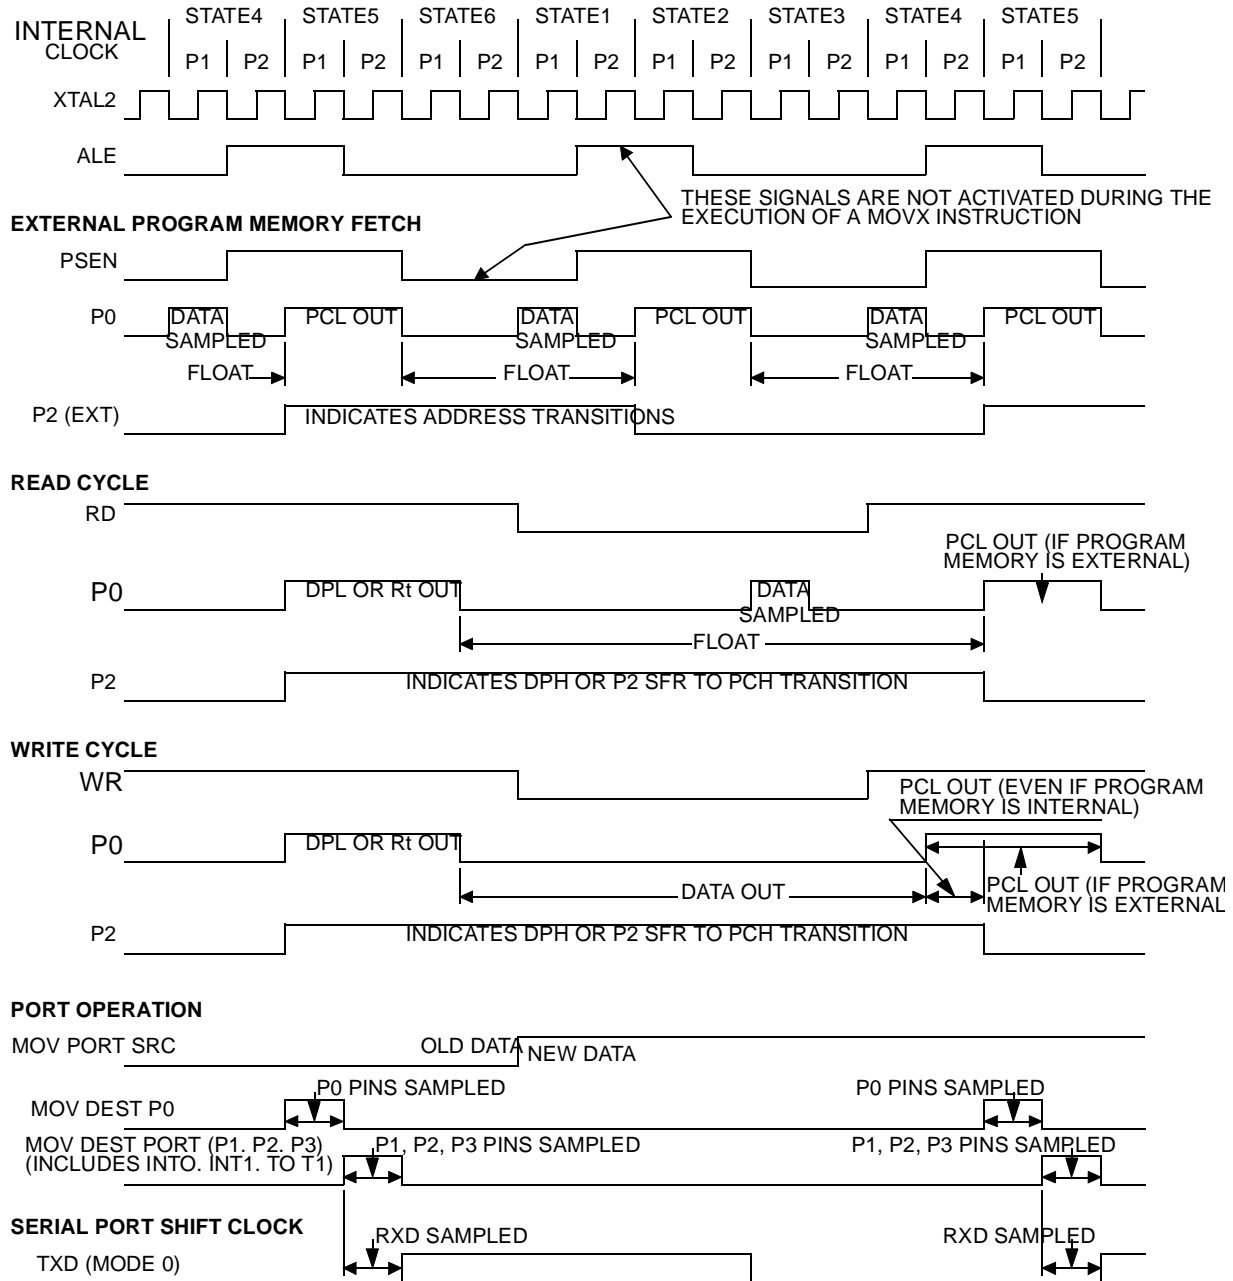 INTERNAL CLOCK
STATE4 STATE5 STATE6 STATE1 STATE2 STATE3 STATE4 STATE5
P1 P2 P1 P2 P1 P2 P1 P2 P1 P2 P1 P2 P1 P2 P1 P2
XTAL2
ALE
THESE SIGNALS ARE NOT ACTIVATED DURING THE
EXECUTION OF A MOVX INSTRUCTION
EXTERNAL PROGRAM MEMORY FETCH
PSEN
P0 DATA PCL OUT DATA PCL OUT DATA PCL OUT
SAMPLED SAMPLED SAMPLED
FLOAT FLOAT FLOAT
P2 (EXT) INDICATES ADDRESS TRANSITIONS
READ CYCLE
RD
PCL OUT (IF PROGRAM
MEMORY IS EXTERNAL)
P0 DPL OR Rt OUT DATA
SAMPLED
FLOAT
P2 INDICATES DPH OR P2 SFR TO PCH TRANSITION
WRITE CYCLE
WR
PCL OUT (EVEN IF PROGRAM
MEMORY IS INTERNAL)
P0 DPL OR Rt OUT
DATA OUT
PCL OUT (IF PROGRAM
MEMORY IS EXTERNAL
P2 INDICATES DPH OR P2 SFR TO PCH TRANSITION
PORT OPERATION
MOV PORT SRC OLD DATA NEW DATA
P0 PINS SAMPLED P0 PINS SAMPLED
MOV DEST P0
MOV DEST PORT (P1. P2. P3) P1, P2, P3 PINS SAMPLED P1, P2, P3 PINS SAMPLED
(INCLUDES INTO. INT1. TO T1)
SERIAL PORT SHIFT CLOCK
RXD SAMPLED RXD SAMPLED
TXD (MODE 0)